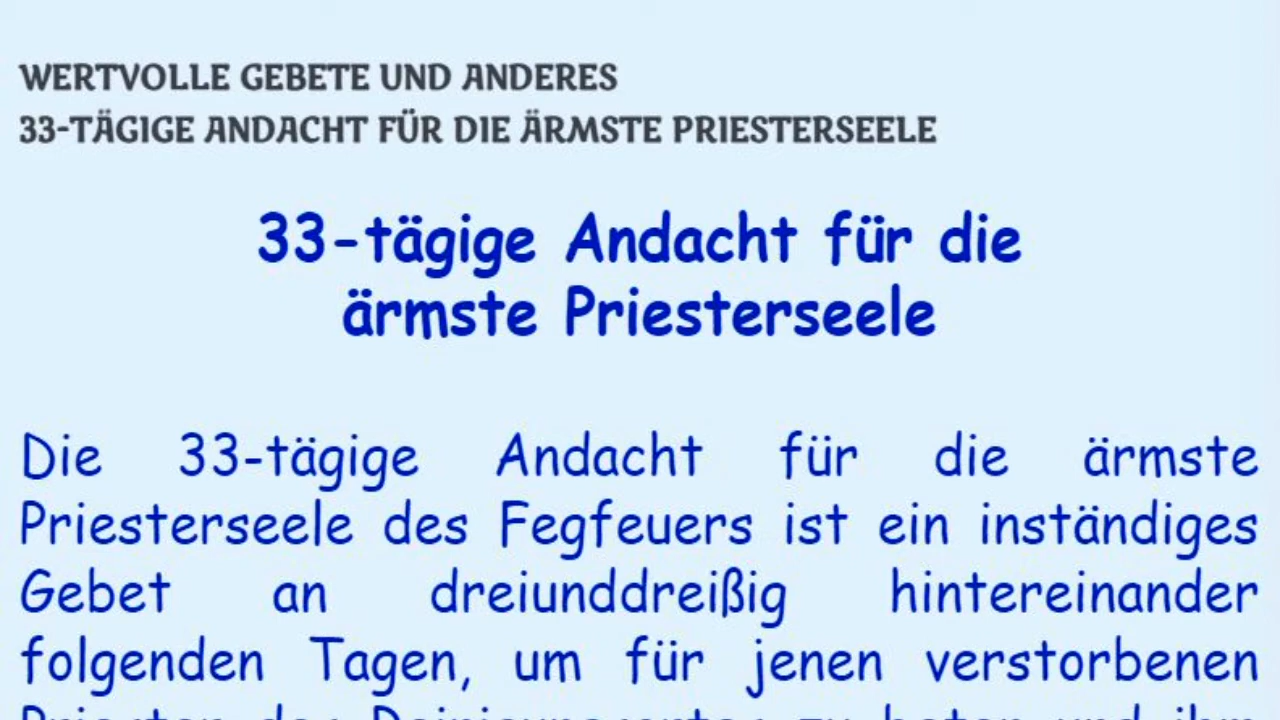 WERTVOLLE GEBETE UND ANDERES
33-TÄGIGE ANDACHT FÜR DIE ÄRMSTE PRIESTERSEELE
33-tägige Andacht für die
ärmste Priesterseele
Die 33-tägige Andacht für die ärmste
Priesterseele des Fegfeuers ist ein inständiges
Gebet an dreiunddreißig hintereinander
folgenden Tagen, um für jenen verstorbenen